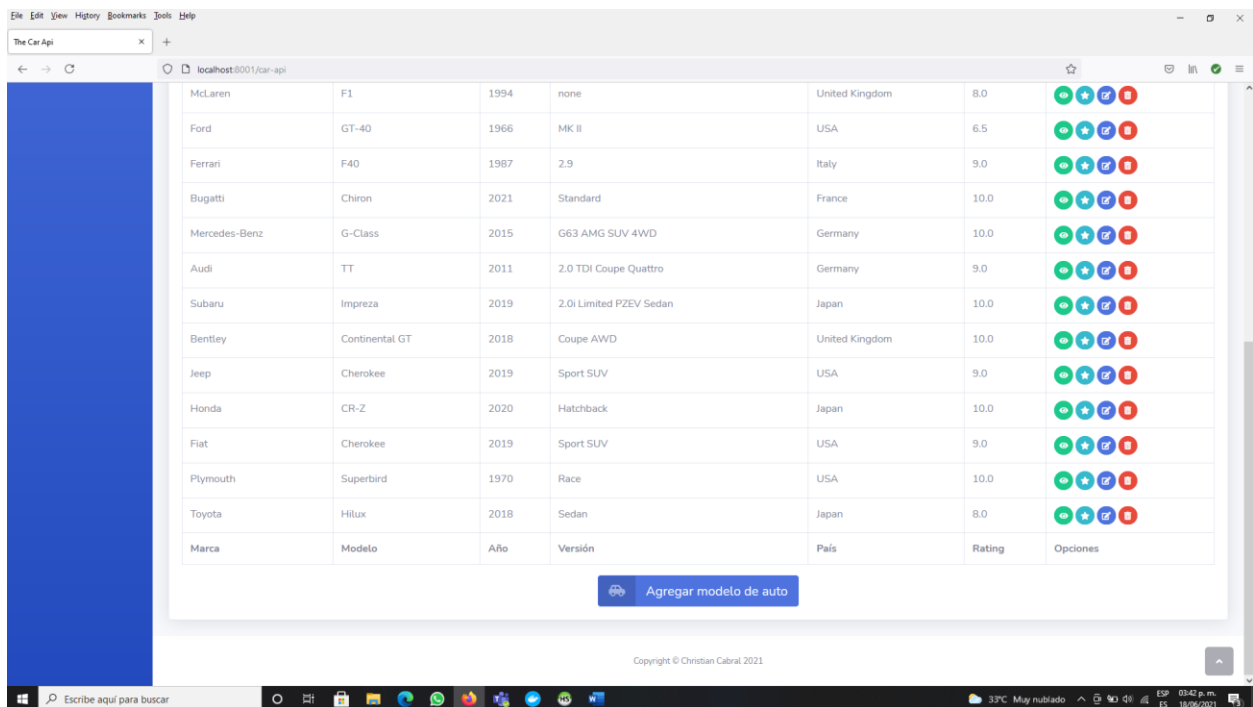 File Edit View History Bookmarks Tools Help
The Car Api
localhost:8001/car-api
McLaren F1 1994 none United Kingdom 8.0
Ford GT-40 1966 MK II USA 6.5
Ferrari F40 1987 2.9 Italy 9.0
Bugatti Chiron 2021 Standard France 10.0
Mercedes-Benz G-Class 2015 G63 AMG SUV 4WD Germany 10.0
Audi TT 2011 2.0 TDI Coupe Quattro Germany 9.0
Subaru Impreza 2019 2.0i Limited PZEV Sedan Japan 10.0
Bentley Continental GT 2018 Coupe AWD United Kingdom 10.0
Jeep Cherokee 2019 Sport SUV USA 9.0
Honda CR-Z 2020 Hatchback Japan 10.0
Fiat Cherokee 2019 Sport SUV USA 9.0
Plymouth Superbird 1970 Race USA 10.0
Toyota Hilux 2018 Sedan Japan 8.0
Marca Modelo Año Versión País Rating Opciones
Agregar modelo de auto
Copyright © Christian Cabral 2021
Escribe aquí para buscar
HS
W
33°C Muy nublado
ESP 03:42 p. m.
ES 18/06/2021